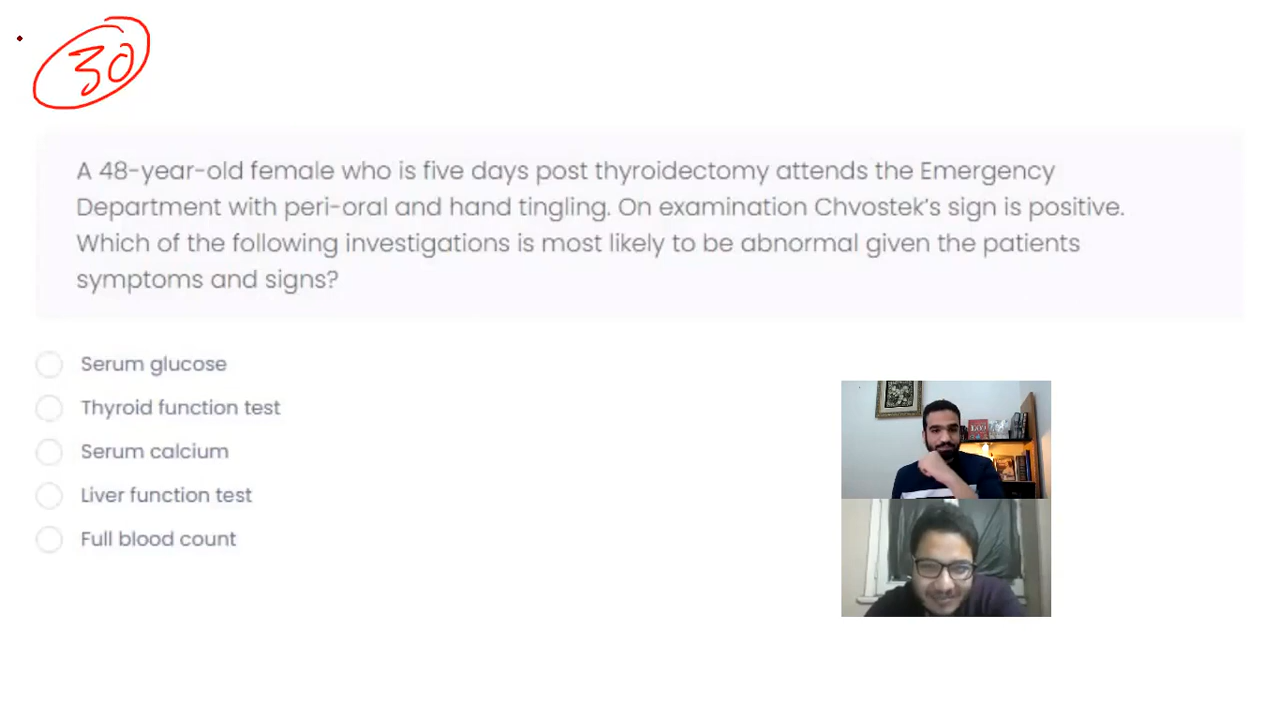 30
A 48-year-old female who is five days post thyroidectomy attends the Emergency
Department with peri-oral and hand tingling. On examination Chvostek's sign is positive.
Which of the following investigations is most likely to be abnormal given the patients
symptoms and signs?
Serum glucose
Thyroid function test
Serum calcium
Liver function test
Full blood count